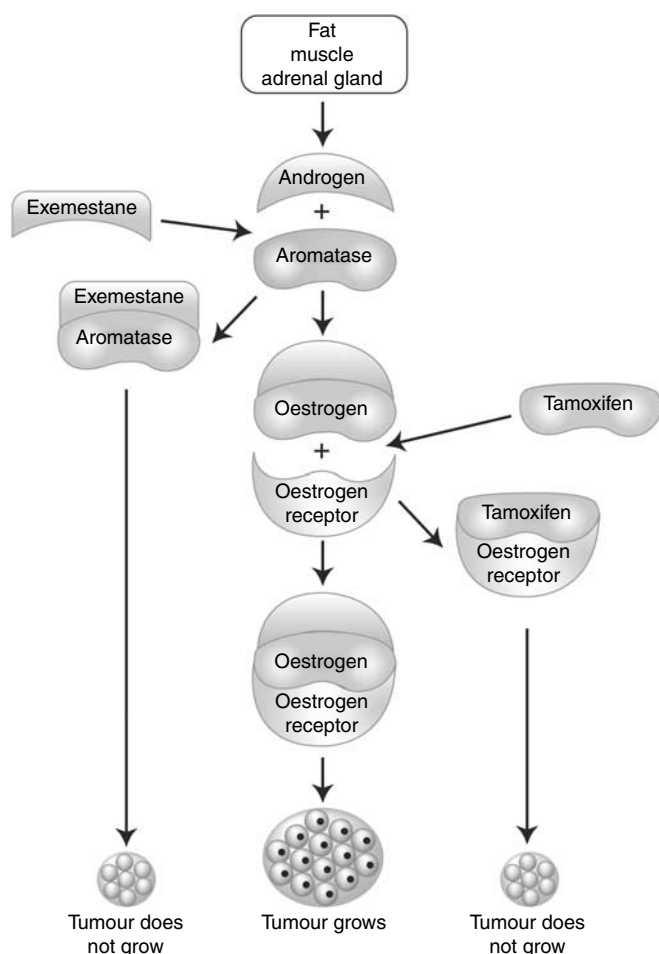 Fat
muscle
adrenal gland
Androgen
+
Exemestane
Aromatase
Exemestane
Aromatase
Oestrogen
Tamoxifen
+
Oestrogen
receptor
Tamoxifen
Oestrogen
receptor
Oestrogen
Oestrogen
receptor
Tumour does
not grow
Tumour grows
Tumour does
not grow